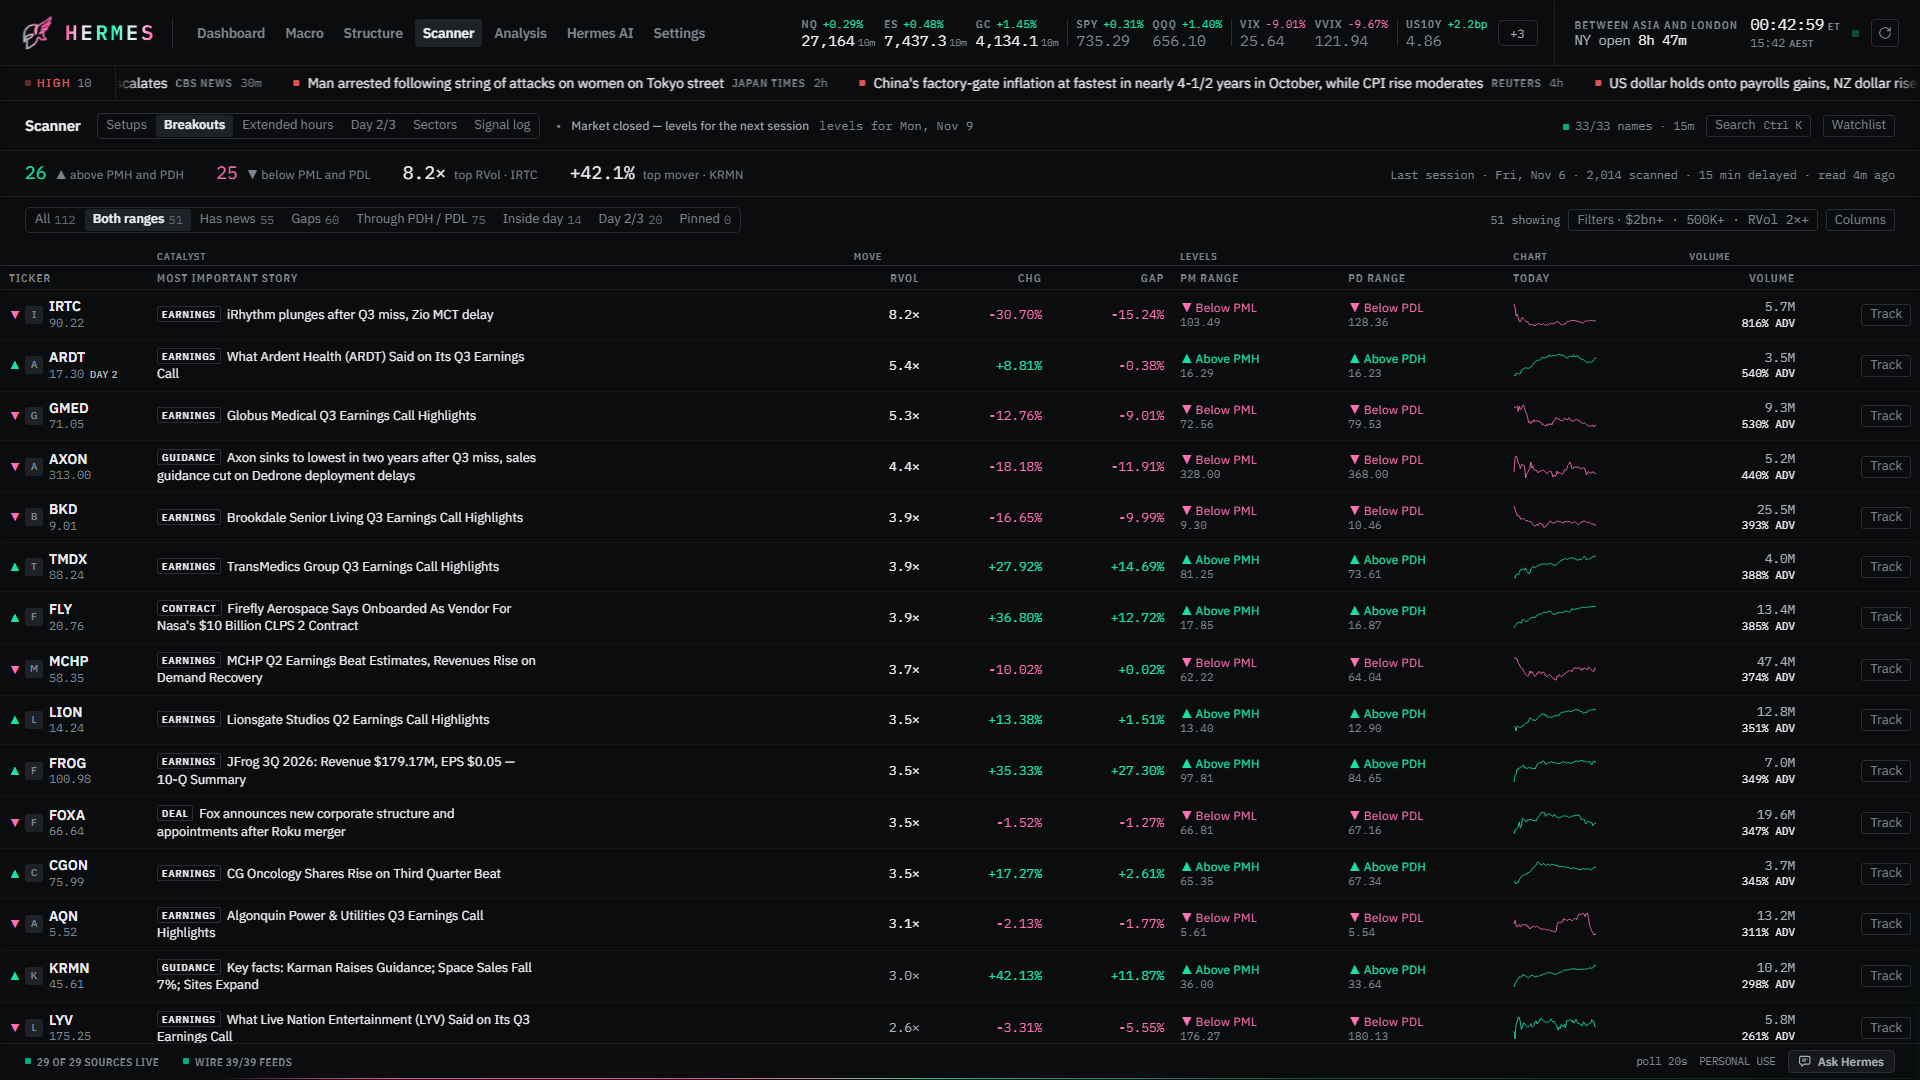 HERMES
Dashboard Macro Structure Scanner Analysis Hermes AI Settings
NQ +0.29% ES +0.48% GC +1.45% SPY +0.31% QQQ +1.40% VIX -9.01% VVIX -9.67% US10Y +2.2bp
27,164 10m 7,437.3 10m 4,134.1 10m 735.29 656.10 25.64 121.94 4.86
+3
BETWEEN ASIA AND LONDON
NY open 8h 47m
00:42:59 ET
15:42 AEST
HIGH 10
scalates CBS NEWS 30m Man arrested following string of attacks on women on Tokyo street JAPAN TIMES 2h China's factory-gate inflation at fastest in nearly 4-1/2 years in October, while CPI rise moderates REUTERS 4h US dollar holds onto payrolls gains, NZ dollar rise
Scanner Setups Breakouts Extended hours Day 2/3 Sectors Signal log · Market closed — levels for the next session levels for Mon, Nov 9
33/33 names · 15m Search Ctrl K Watchlist
26 ▲ above PMH and PDH 25 ▼ below PML and PDL 8.2× top RVol · IRTC +42.1% top mover · KRMN
Last session · Fri, Nov 6 · 2,014 scanned · 15 min delayed · read 4m ago
All 112 Both ranges 51 Has news 55 Gaps 60 Through PDH / PDL 75 Inside day 14 Day 2/3 20 Pinned 0
51 showing Filters · $2bn+ · 500K+ · RVol 2×+ Columns
CATALYST MOVE LEVELS CHART VOLUME
TICKER MOST IMPORTANT STORY RVOL CHG GAP PM RANGE PD RANGE TODAY VOLUME
▼ I IRTC EARNINGS iRhythm plunges after Q3 miss, Zio MCT delay 8.2× -30.70% -15.24% ▼ Below PML ▼ Below PDL 5.7M Track
90.22 103.49 128.36 816% ADV
▲ A ARDT EARNINGS What Ardent Health (ARDT) Said on Its Q3 Earnings 5.4× +8.81% -0.38% ▲ Above PMH ▲ Above PDH 3.5M Track
17.30 DAY 2 Call 16.29 16.23 540% ADV
▼ G GMED EARNINGS Globus Medical Q3 Earnings Call Highlights 5.3× -12.76% -9.01% ▼ Below PML ▼ Below PDL 9.3M Track
71.05 72.56 79.53 530% ADV
▼ A AXON GUIDANCE Axon sinks to lowest in two years after Q3 miss, sales 4.4× -18.18% -11.91% ▼ Below PML ▼ Below PDL 5.2M Track
313.00 guidance cut on Dedrone deployment delays 328.00 368.00 440% ADV
▼ B BKD EARNINGS Brookdale Senior Living Q3 Earnings Call Highlights 3.9× -16.65% -9.99% ▼ Below PML ▼ Below PDL 25.5M Track
9.01 9.30 10.46 393% ADV
▲ T TMDX EARNINGS TransMedics Group Q3 Earnings Call Highlights 3.9× +27.92% +14.69% ▲ Above PMH ▲ Above PDH 4.0M Track
88.24 81.25 73.61 388% ADV
▲ F FLY CONTRACT Firefly Aerospace Says Onboarded As Vendor For 3.9× +36.80% +12.72% ▲ Above PMH ▲ Above PDH 13.4M Track
20.76 Nasa's $10 Billion CLPS 2 Contract 17.85 16.87 385% ADV
▼ M MCHP EARNINGS MCHP Q2 Earnings Beat Estimates, Revenues Rise on 3.7× -10.02% +0.02% ▼ Below PML ▼ Below PDL 47.4M Track
58.35 Demand Recovery 62.22 64.04 374% ADV
▲ L LION EARNINGS Lionsgate Studios Q2 Earnings Call Highlights 3.5× +13.38% +1.51% ▲ Above PMH ▲ Above PDH 12.8M Track
14.24 13.40 12.90 351% ADV
▲ F FROG EARNINGS JFrog 3Q 2026: Revenue $179.17M, EPS $0.05 — 3.5× +35.33% +27.30% ▲ Above PMH ▲ Above PDH 7.0M Track
100.98 10-Q Summary 97.81 84.65 349% ADV
▼ F FOXA DEAL Fox announces new corporate structure and 3.5× -1.52% -1.27% ▼ Below PML ▼ Below PDL 19.6M Track
66.64 appointments after Roku merger 66.81 67.16 347% ADV
▲ C CGON EARNINGS CG Oncology Shares Rise on Third Quarter Beat 3.5× +17.27% +2.61% ▲ Above PMH ▲ Above PDH 3.7M Track
75.99 65.35 67.34 345% ADV
▼ A AQN EARNINGS Algonquin Power & Utilities Q3 Earnings Call 3.1× -2.13% -1.77% ▼ Below PML ▼ Below PDL 13.2M Track
5.52 Highlights 5.61 5.54 311% ADV
▲ K KRMN GUIDANCE Key facts: Karman Raises Guidance; Space Sales Fall 3.0× +42.13% +11.87% ▲ Above PMH ▲ Above PDH 10.2M Track
45.61 7%; Sites Expand 36.00 33.64 298% ADV
▼ L LYV EARNINGS What Live Nation Entertainment (LYV) Said on Its Q3 2.6× -3.31% -5.55% ▼ Below PML ▼ Below PDL 5.8M Track
175.25 Earnings Call 176.27 180.13 261% ADV
29 OF 29 SOURCES LIVE WIRE 39/39 FEEDS poll 20s PERSONAL USE Ask Hermes